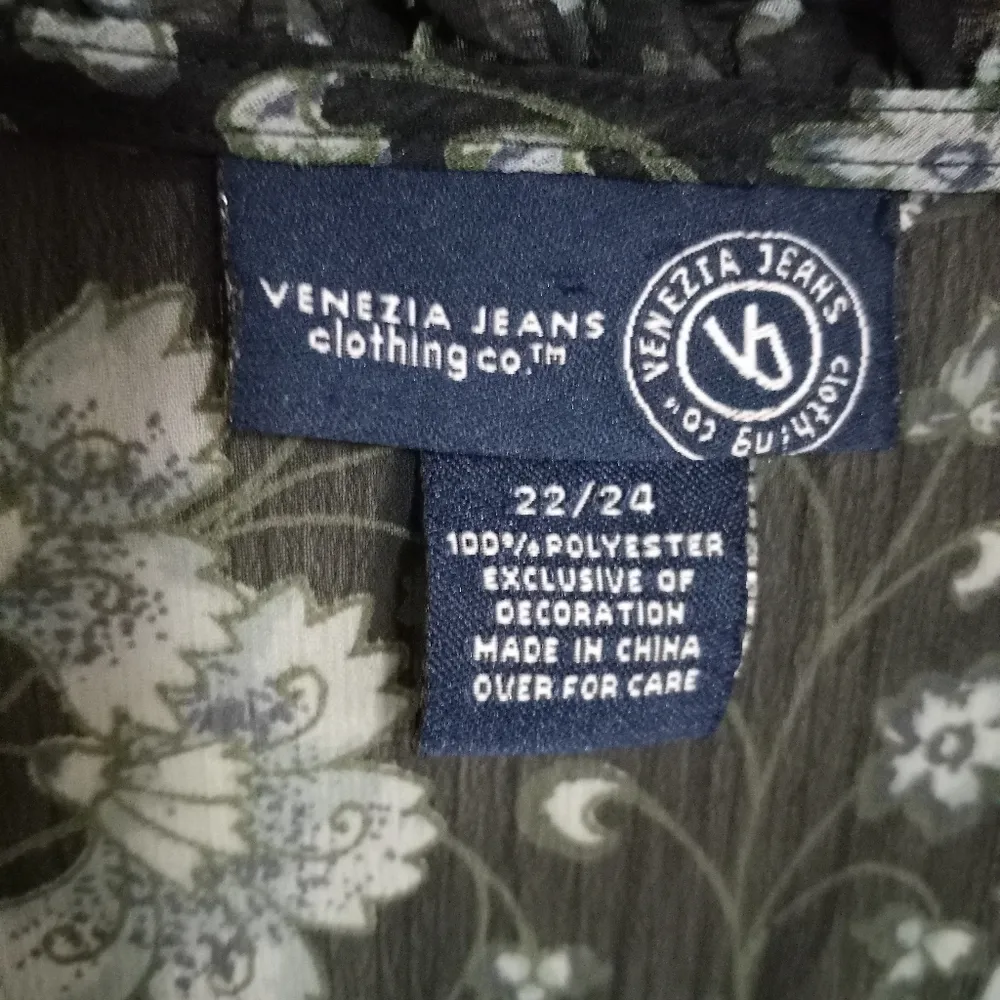 VENEZIA JEANS
clothing co.™
VENEZIA JEANS clothing co™
VJ
22/24
100% POLYESTER
EXCLUSIVE OF
DECORATION
MADE IN CHINA
OVER FOR CARE